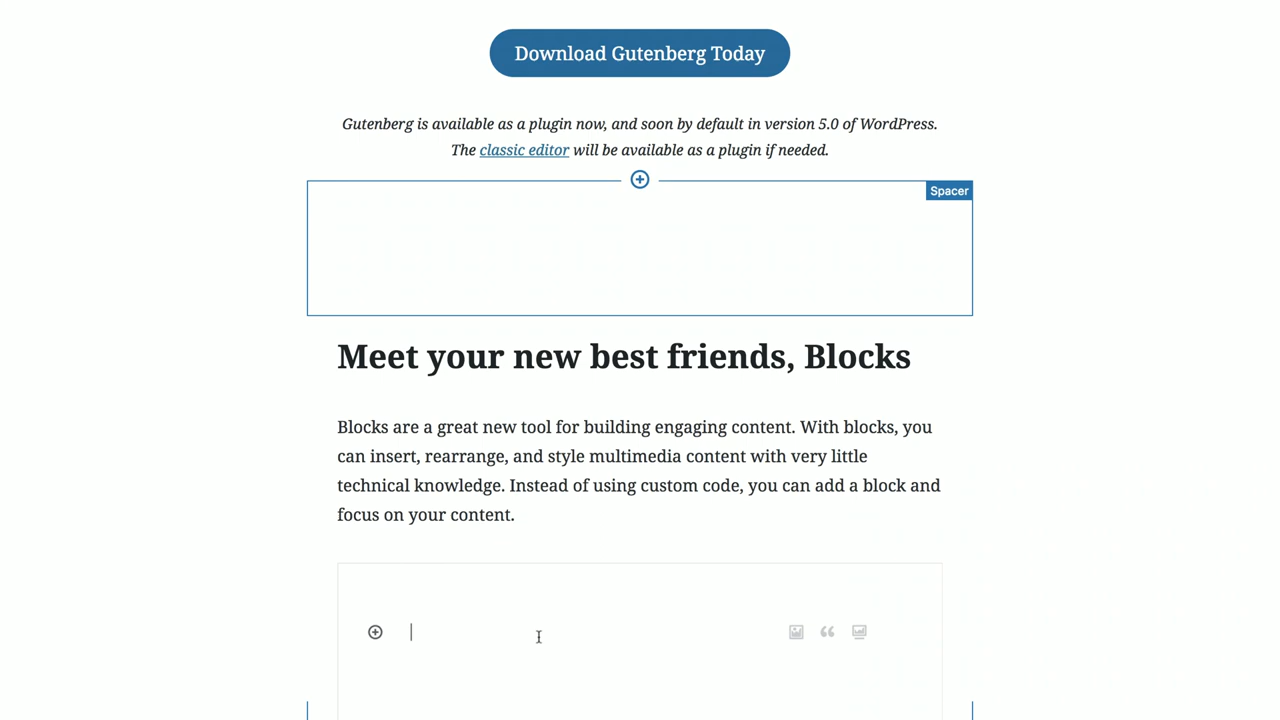 Download Gutenberg Today
Gutenberg is available as a plugin now, and soon by default in version 5.0 of WordPress.
The classic editor will be available as a plugin if needed.
Spacer
Meet your new best friends, Blocks
Blocks are a great new tool for building engaging content. With blocks, you
can insert, rearrange, and style multimedia content with very little
technical knowledge. Instead of using custom code, you can add a block and
focus on your content.